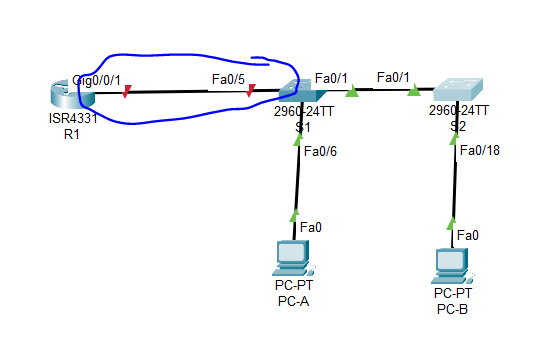 Gig0/0/1
Fa0/5
Fa0/1
Fa0/1
ISR4331
R1
2960-24TT
S1
2960-24TT
S2
Fa0/6
Fa0/18
Fa0
Fa0
PC-PT
PC-A
PC-PT
PC-B